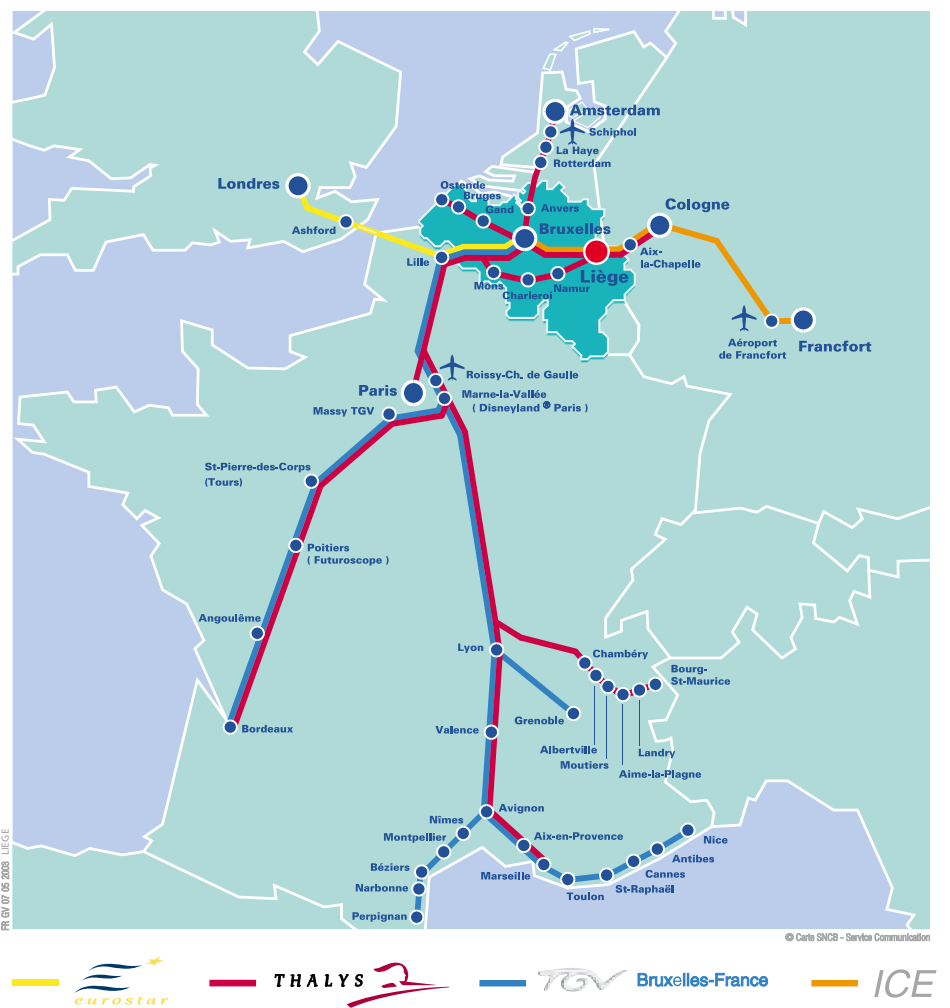 Amsterdam
Schiphol
La Haye
Rotterdam
Londres
Ashford
Ostende
Bruges
Gand
Anvers
Bruxelles
Cologne
Lille
Liège
Aix-
la-Chapelle
Mons
Charleroi
Namur
Aéroport
de Francfort
Francfort
Roissy-Ch. de Gaulle
Paris
Marne-la-Vallée
( Disneyland ® Paris )
Massy TGV
St-Pierre-des-Corps
(Tours)
Poitiers
( Futuroscope )
Angoulême
Bordeaux
Lyon
Chambéry
Bourg-
St-Maurice
Grenoble
Albertville
Moutiers
Landry
Aime-la-Plagne
Valence
Avignon
Nîmes
Montpellier
Aix-en-Provence
Béziers
Marseille
Nice
Antibes
Cannes
St-Raphaël
Toulon
Narbonne
Perpignan
FR GV 07 05 2008 LIEGE
© Carte SNCB - Service Communication
eurostar
THALYS
TGV Bruxelles-France
ICE